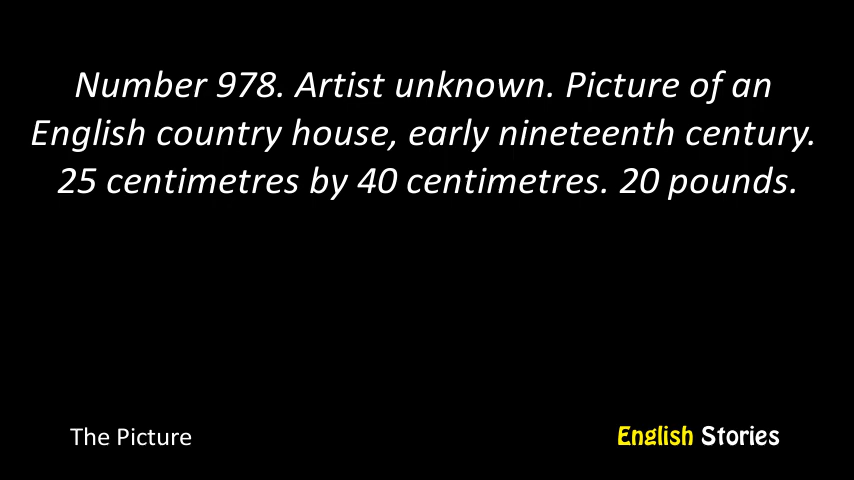 Number 978. Artist unknown. Picture of an
English country house, early nineteenth century.
25 centimetres by 40 centimetres. 20 pounds.
The Picture
English Stories